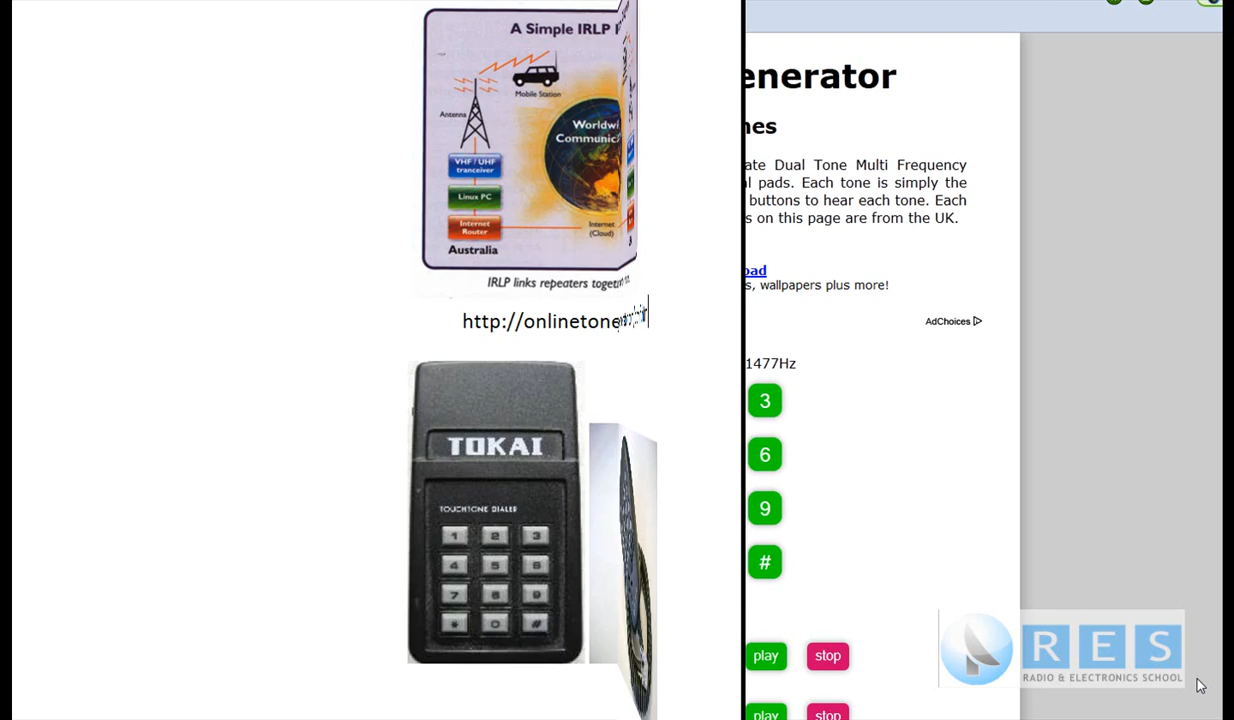 A Simple IRLP
Mobile Station
Antenna
Worldwi
Communic
VHF / UHF
tranceiver
Linux PC
Internet
Router
Internet
(Cloud)
Australia
IRLP links repeaters toget
http://onlinetone
TOKAI
TOUCHTONE DIALER
1 2 3
4 5 6
7 8 9
* 0 #
enerator
nes
ate Dual Tone Multi Frequency
l pads. Each tone is simply the
buttons to hear each tone. Each
s on this page are from the UK.
oad
s, wallpapers plus more!
AdChoices
1477Hz
3
6
9
#
play stop
play stop
RES
RADIO & ELECTRONICS SCHOOL